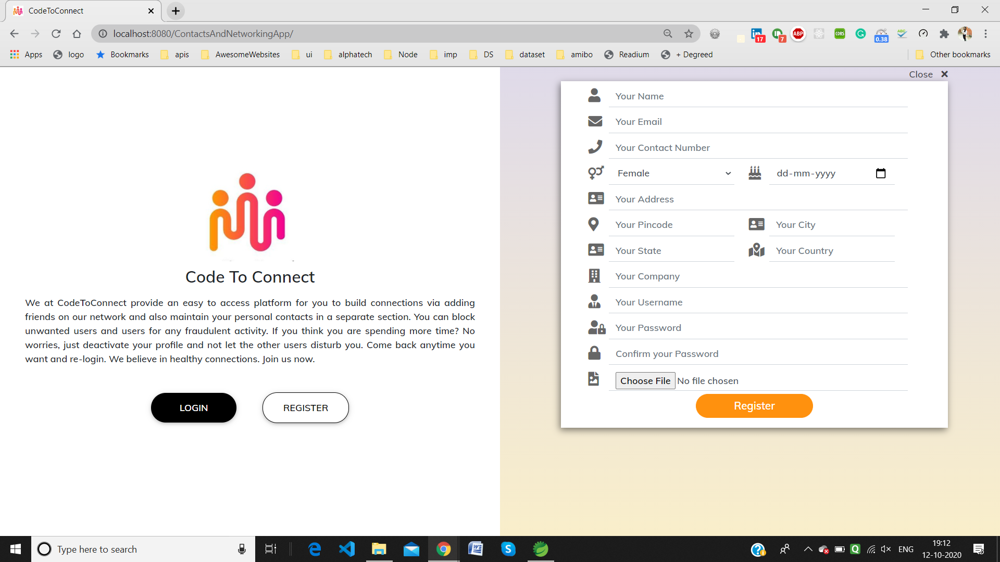 CodeToConnect
localhost:8080/ContactsAndNetworkingApp/
17
7
ABP
CORS
0.38
ABC
Apps
logo
Bookmarks
apis
AwesomeWebsites
ui
alphatech
Node
imp
DS
dataset
amibo
Readium
+ Degreed
Other bookmarks
Code To Connect
We at CodeToConnect provide an easy to access platform for you to build connections via adding
friends on our network and also maintain your personal contacts in a separate section. You can block
unwanted users and users for any fraudulent activity. If you think you are spending more time? No
worries, just deactivate your profile and not let the other users disturb you. Come back anytime you
want and re-login. We believe in healthy connections. Join us now.
LOGIN
REGISTER
Close
Your Name
Your Email
Your Contact Number
Female
dd-mm-yyyy
Your Address
Your Pincode
Your City
Your State
Your Country
Your Company
Your Username
Your Password
Confirm your Password
Choose File No file chosen
Register
Type here to search
ENG
19:12
12-10-2020